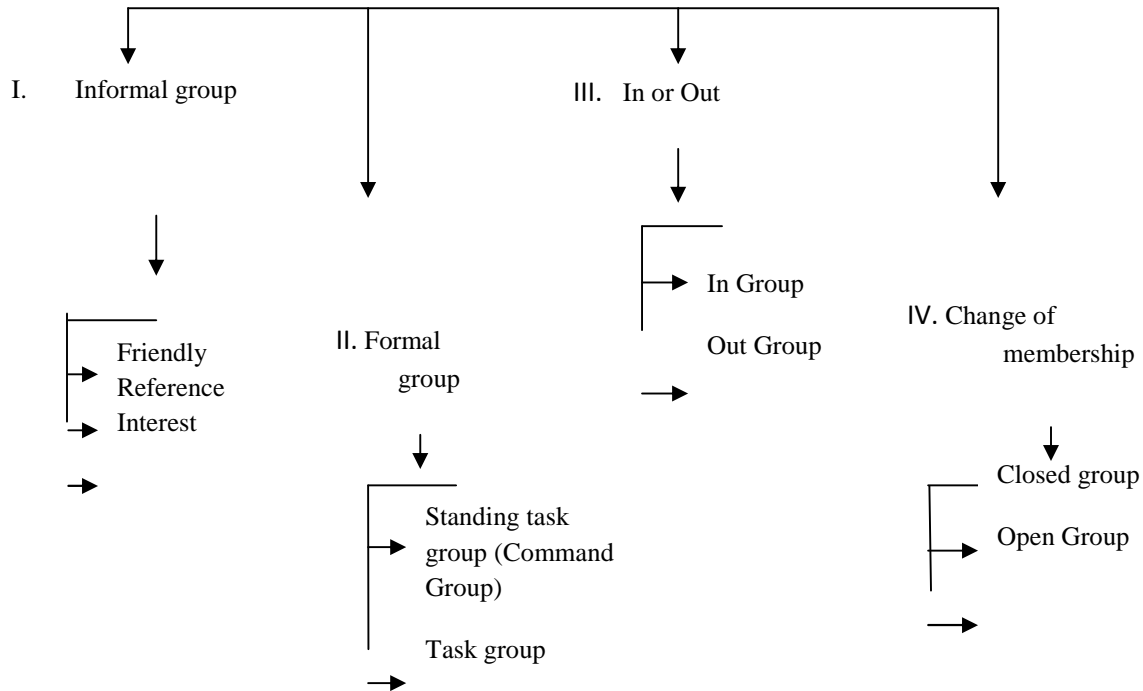 I. Informal group
Friendly
Reference
Interest
II. Formal
group
Standing task
group (Command
Group)
Task group
III. In or Out
In Group
Out Group
IV. Change of
membership
Closed group
Open Group